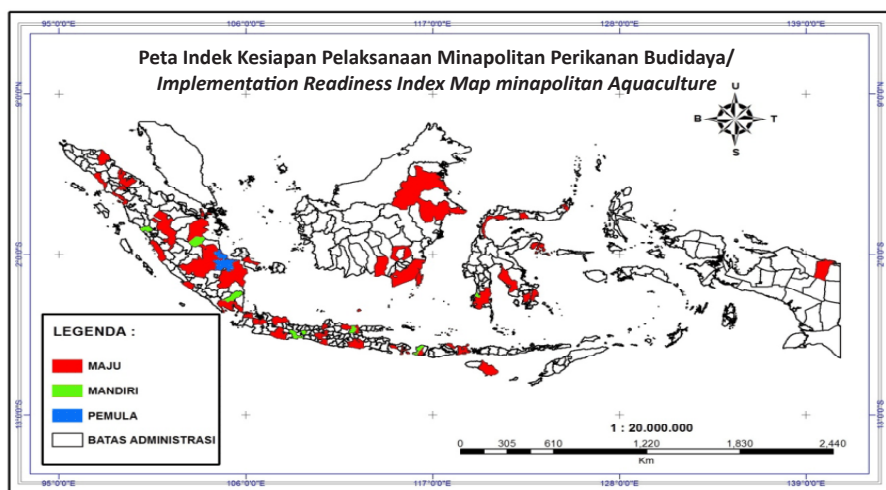 95°0'0"E 106°0'0"E 117°0'0"E 128°0'0"E 139°0'0"E
Peta Indek Kesiapan Pelaksanaan Minapolitan Perikanan Budidaya/
Implementation Readiness Index Map minapolitan Aquaculture
9°0'0"N 9°0'0"N
U
B T
S
2°0'0"S 2°0'0"S
LEGENDA :
MAJU
MANDIRI
PEMULA
BATAS ADMINISTRASI
13°0'0"S 13°0'0"S
1 : 20.000.000
0 305 610 1,220 1,830 2,440
Km
95°0'0"E 106°0'0"E 117°0'0"E 128°0'0"E 139°0'0"E